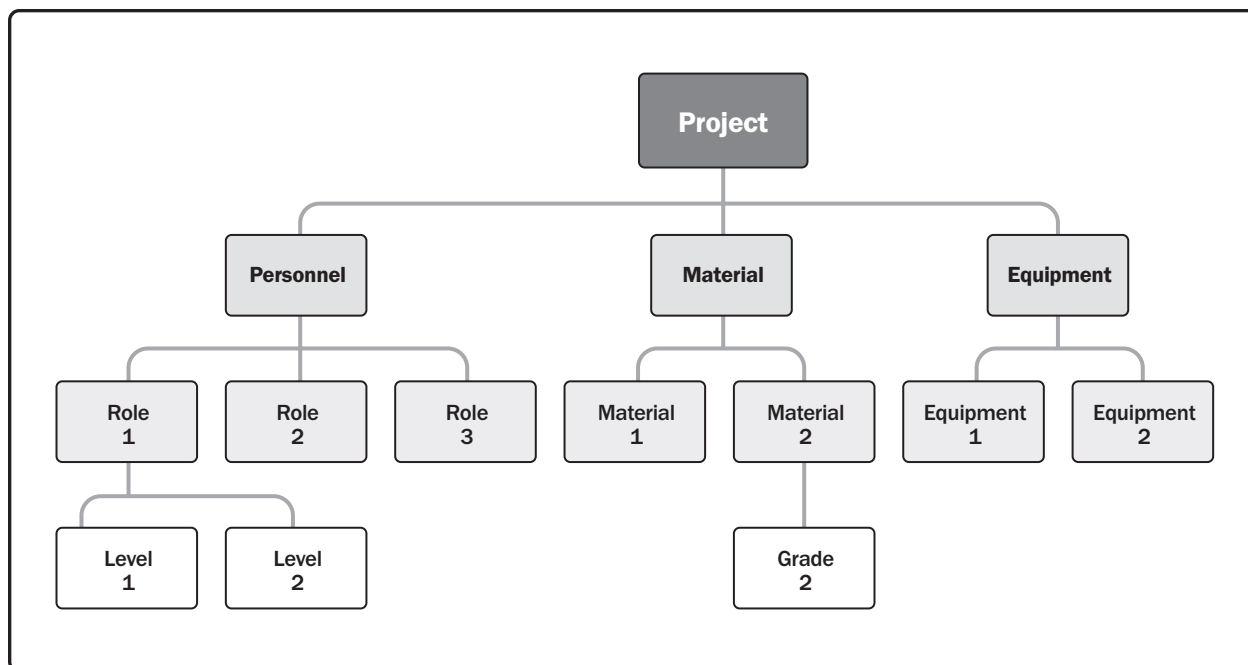 Project
Personnel
Material
Equipment
Role
1
Role
2
Role
3
Material
1
Material
2
Equipment
1
Equipment
2
Level
1
Level
2
Grade
2